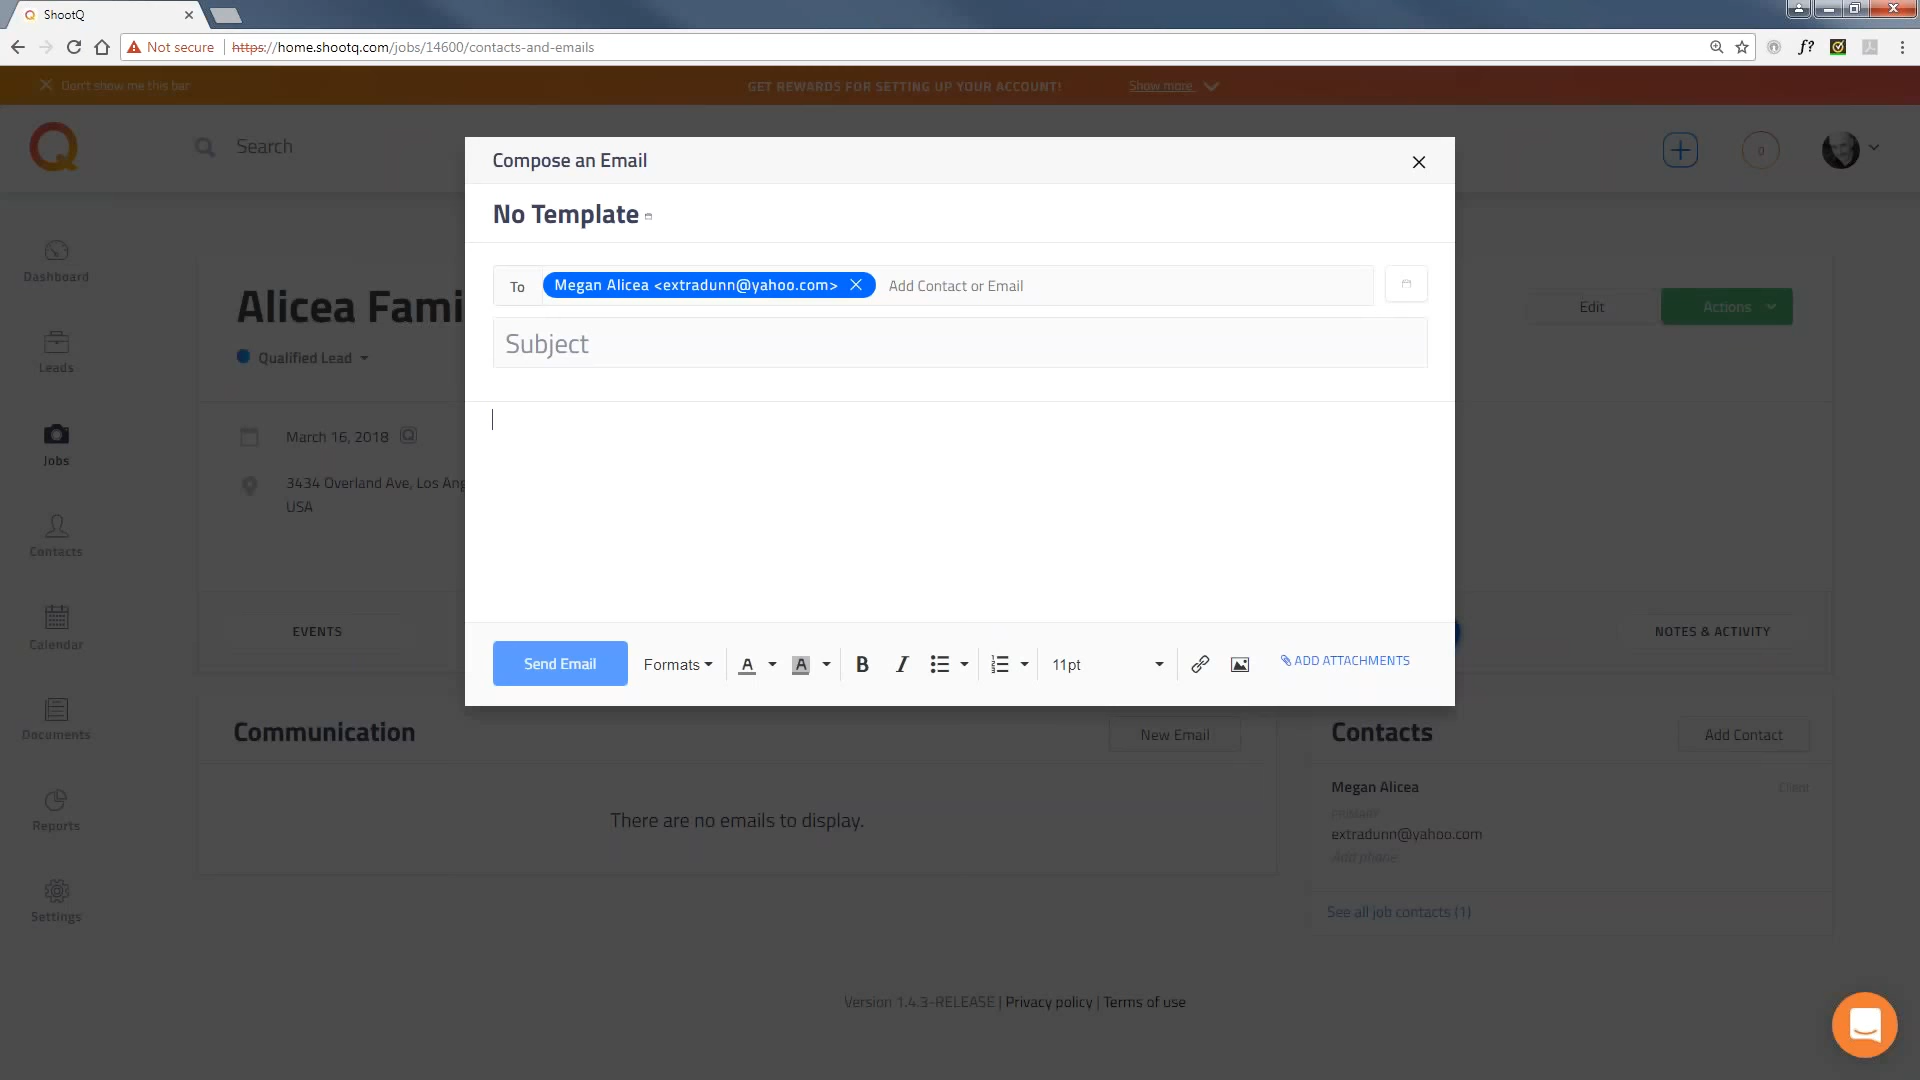 ShootQ
Not secure
https://home.shootq.com/jobs/14600/contacts-and-emails
f?
Don't show me this bar
GET REWARDS FOR SETTING UP YOUR ACCOUNT!
Show more
Search
0
Compose an Email
No Template
To
Megan Alicea <extradunn@yahoo.com>
Add Contact or Email
Subject
Dashboard
Leads
Jobs
Contacts
Calendar
Documents
Reports
Settings
Alicea Fami
Qualified Lead
Edit
Actions
March 16, 2018
3434 Overland Ave, Los Ang
USA
EVENTS
NOTES & ACTIVITY
Send Email
Formats
A
A
B
I
11pt
ADD ATTACHMENTS
Communication
New Email
There are no emails to display.
Contacts
Add Contact
Megan Alicea
Client
PRIMARY
extradunn@yahoo.com
Add phone
See all job contacts (1)
Version 1.4.3-RELEASE | Privacy policy | Terms of use